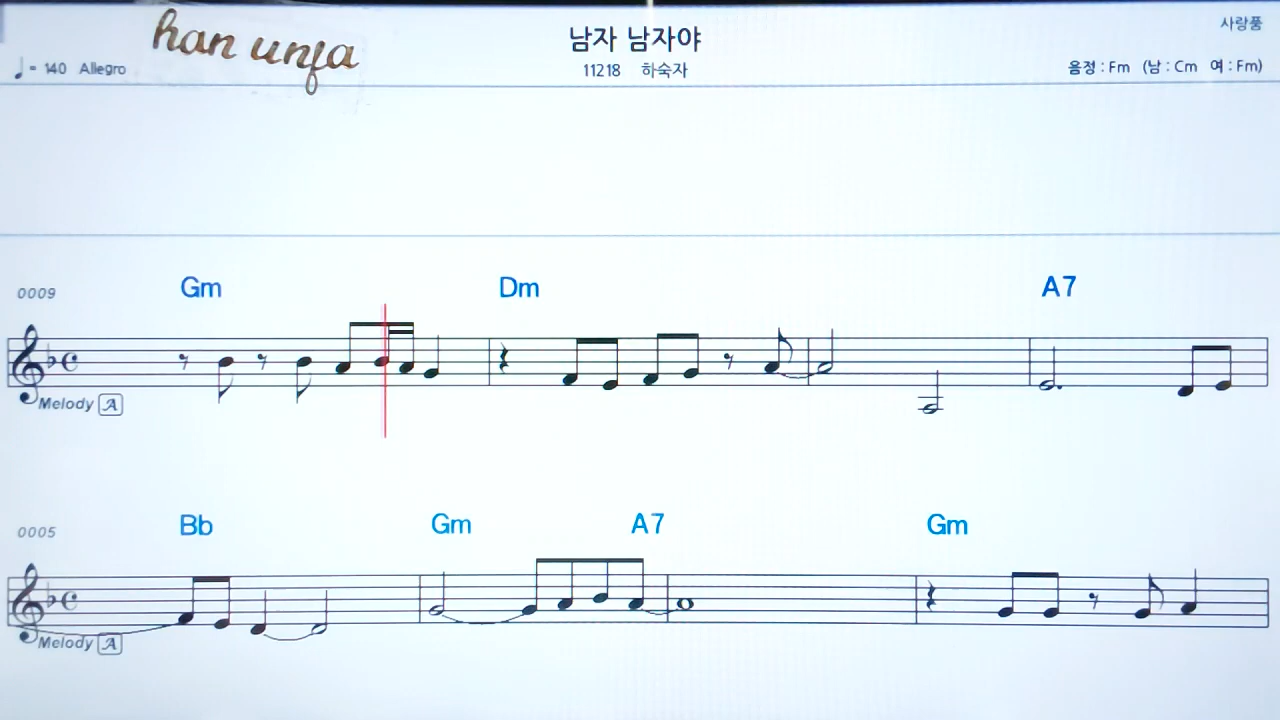 han unja
남자 남자야
사랑품
♩= 140 Allegro
11218 하숙자
음정 : Fm (남 : Cm 여 : Fm)
0009
Gm Dm A7
Melody A
0005
Bb Gm A7 Gm
Melody A